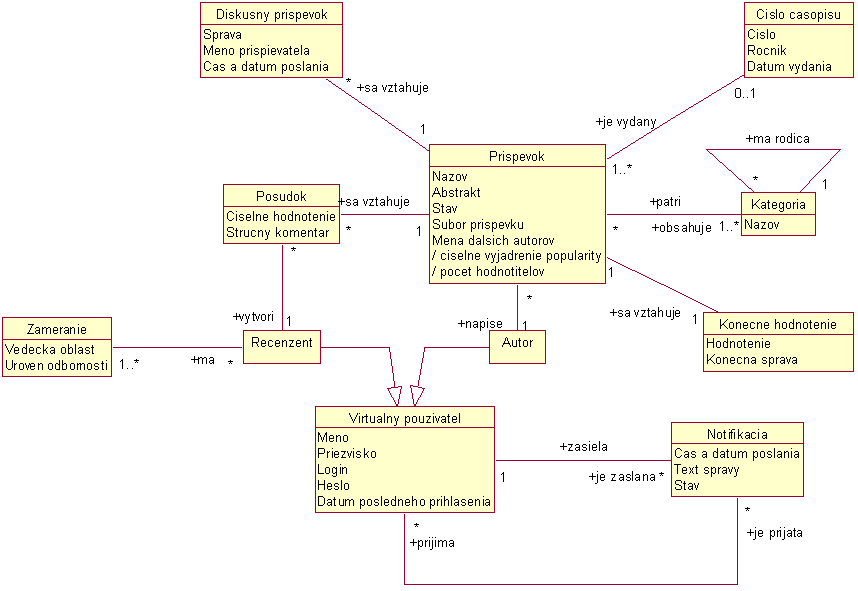 Diskusny prispevok
Sprava
Meno prispievatela
Cas a datum poslania
Cislo casopisu
Cislo
Rocnik
Datum vydania
*
+sa vztahuje
1
0..1
+je vydany
1..*
Prispevok
Nazov
Abstrakt
Stav
Subor prispevku
Mena dalsich autorov
/ ciselne vyjadrenie popularity
/ pocet hodnotitelov
+ma rodica
*
1
Kategoria
Nazov
+patri
*
+obsahuje
1..*
Posudok
Ciselne hodnotenie
Strucny komentar
+sa vztahuje
*
1
*
+vytvori
1
1
+sa vztahuje
1
Konecne hodnotenie
Hodnotenie
Konecna sprava
*
+napise
1
Zameranie
Vedecka oblast
Uroven odbornosti
1..*
+ma
*
Recenzent
Autor
Virtualny pouzivatel
Meno
Priezvisko
Login
Heslo
Datum posledneho prihlasenia
+zasiela
1
+je zaslana
*
Notifikacia
Cas a datum poslania
Text spravy
Stav
*
+prijima
*
+je prijata